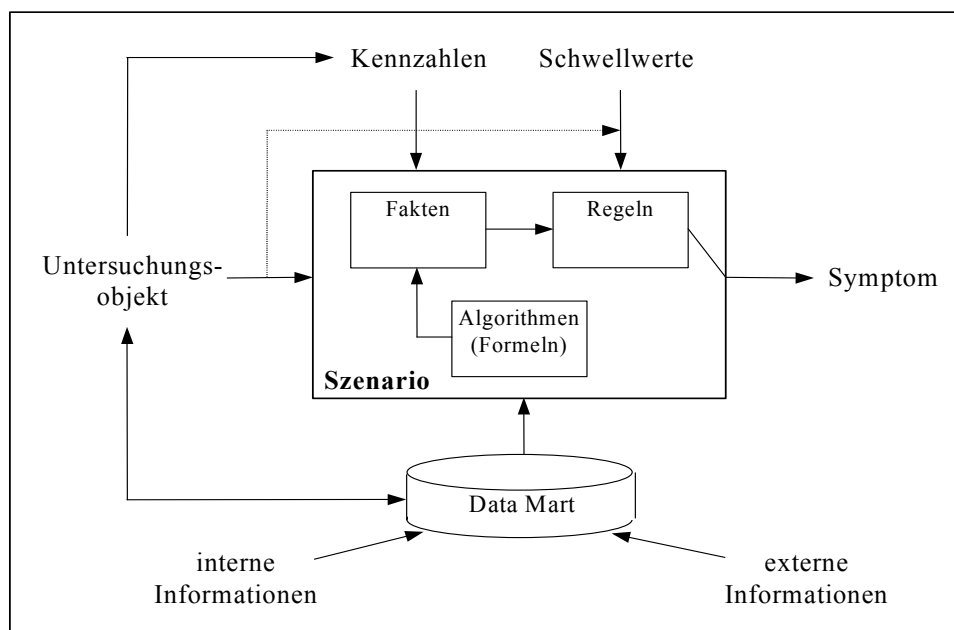 Kennzahlen
Schwellwerte
Fakten
Regeln
Untersuchungs-
objekt
Symptom
Algorithmen
(Formeln)
Szenario
Data Mart
interne
Informationen
externe
Informationen